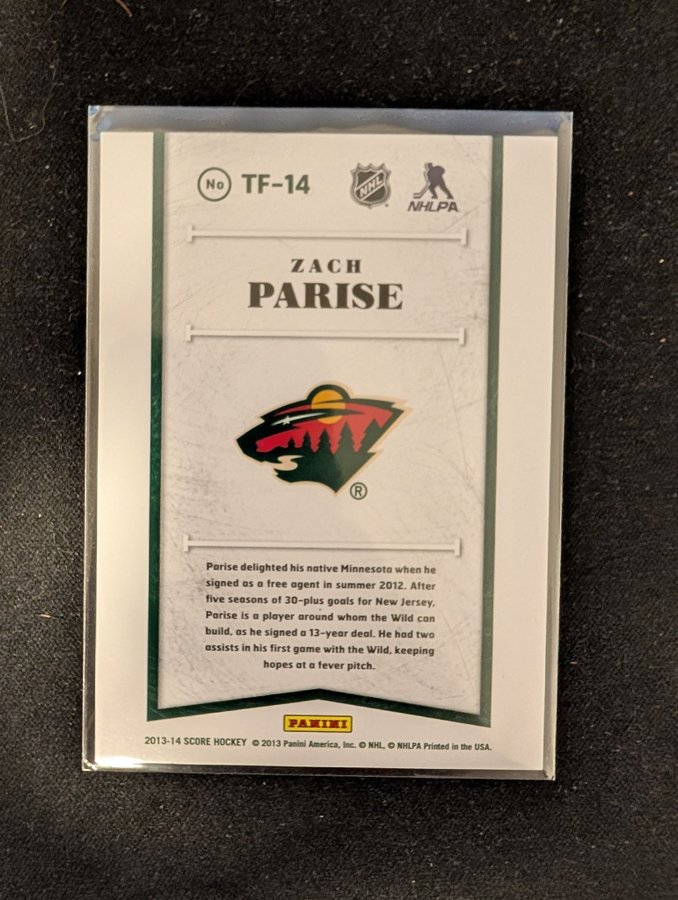 No TF-14
NHL
NHLPA
ZACH
PARISE
®
Parise delighted his native Minnesota when he
signed as a free agent in summer 2012. After
five seasons of 30-plus goals for New Jersey,
Parise is a player around whom the Wild can
build, as he signed a 13-year deal. He had two
assists in his first game with the Wild, keeping
hopes at a fever pitch.
PANINI
2013-14 SCORE HOCKEY © 2013 Panini America, Inc. © NHL, © NHLPA Printed in the USA.